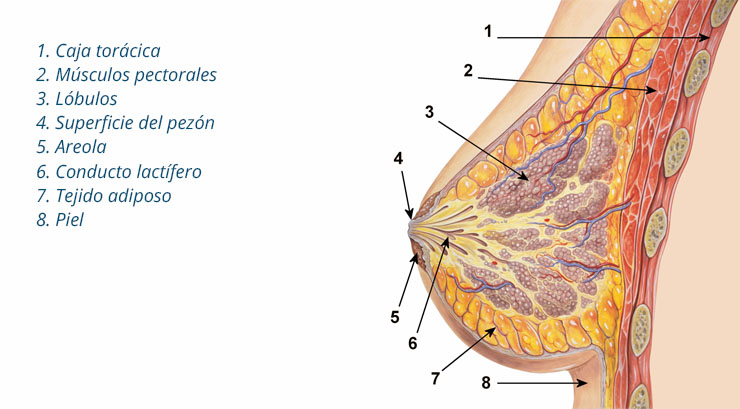 1. Caja torácica
2. Músculos pectorales
3. Lóbulos
4. Superficie del pezón
5. Areola
6. Conducto lactífero
7. Tejido adiposo
8. Piel
1
2
3
4
5
6
7
8